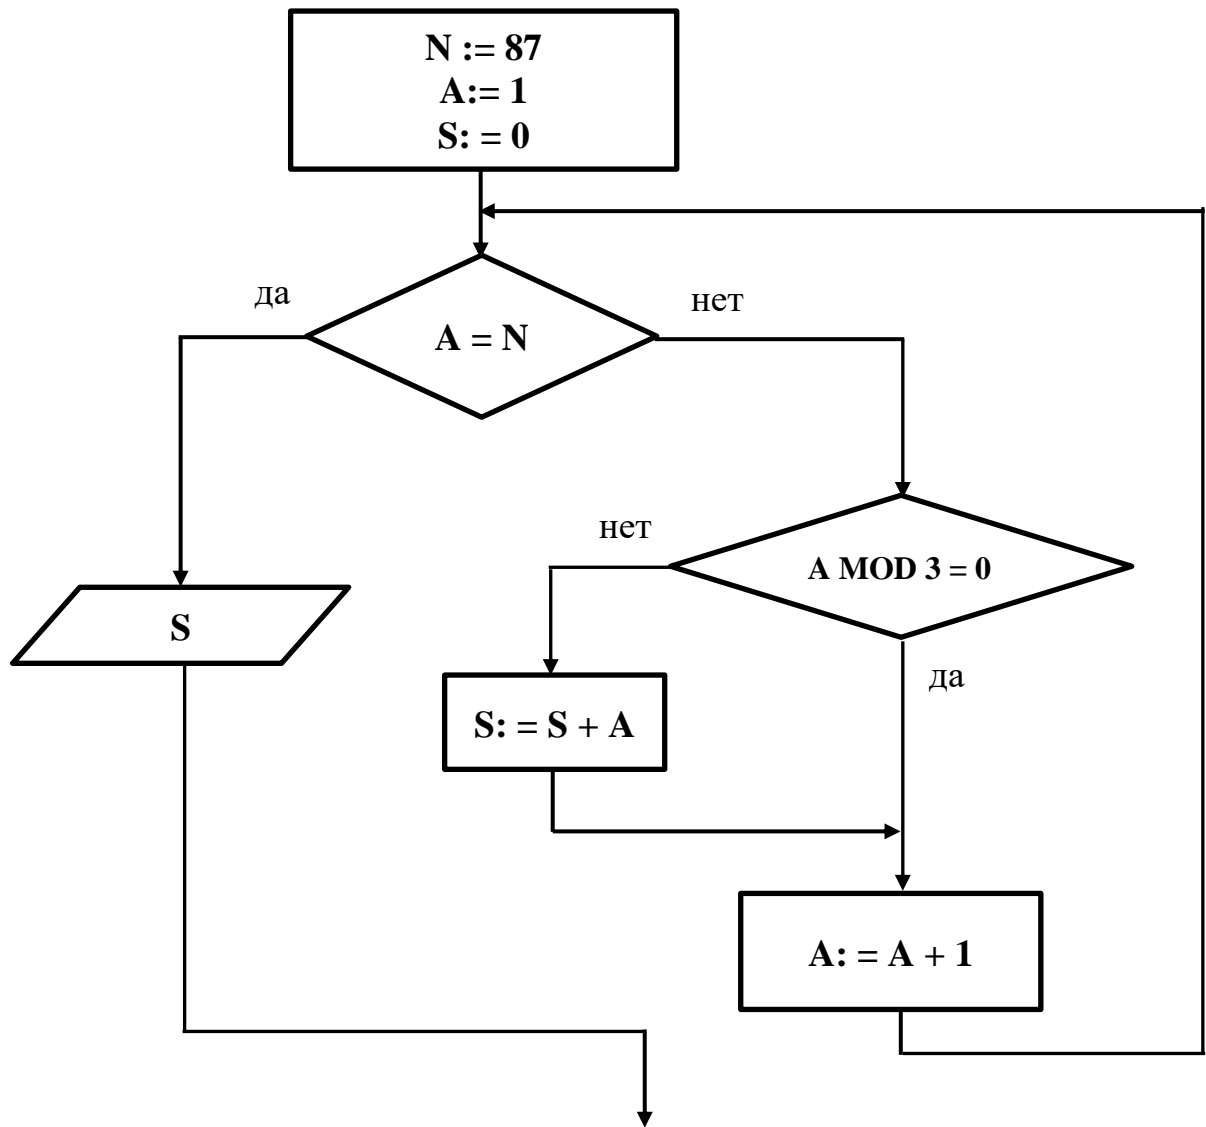 N := 87
A:= 1
S: = 0
да
нет
A = N
нет
A MOD 3 = 0
S
да
S: = S + A
A: = A + 1